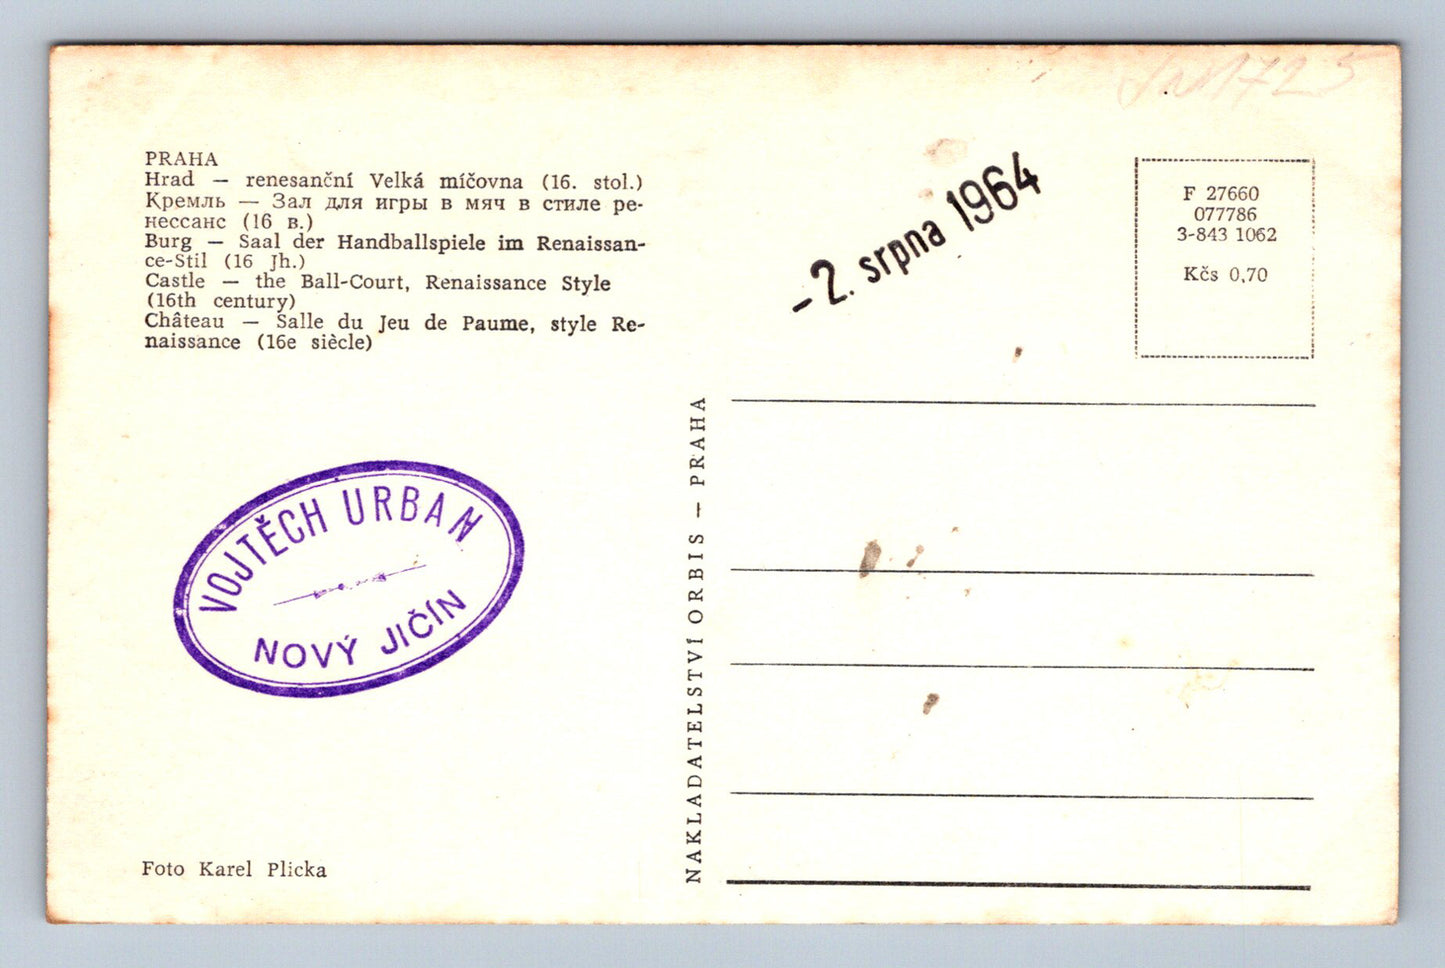 PRAHA
Hrad — renesanční Velká míčovna (16. stol.)
Кремль — Зал для игры в мяч в стиле ре-
нессанс (16 в.)
Burg — Saal der Handballspiele im Renaissan-
ce-Stil (16 Jh.)
Castle — the Ball-Court, Renaissance Style
(16th century)
Château — Salle du Jeu de Paume, style Re-
naissance (16e siècle)
- 2. srpna 1964
F 27660
077786
3-843 1062
Kčs 0,70
VOJTĚCH URBAN
NOVÝ JIČÍN
NAKLADATELSTVÍ ORBIS — PRAHA
Foto Karel Plicka